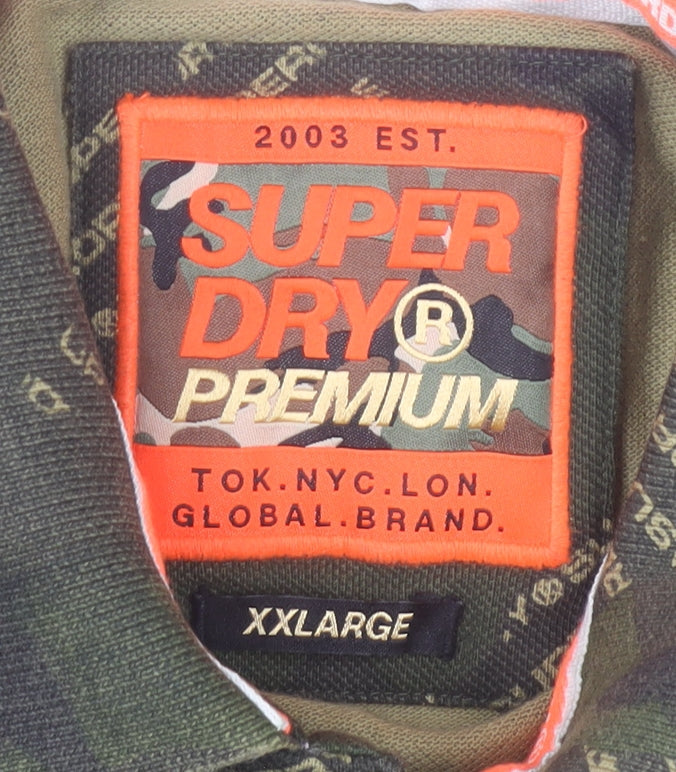 2003 EST.
SUPER
DRY®
PREMIUM
TOK.NYC.LON.
GLOBAL.BRAND.
XXLARGE